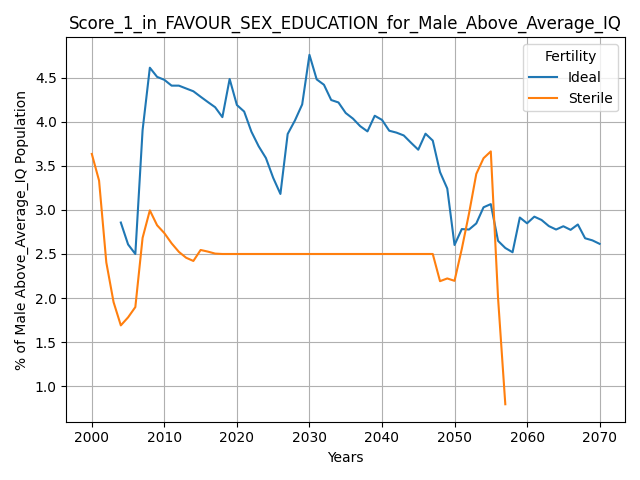 Score_1_in_FAVOUR_SEX_EDUCATION_for_Male_Above_Average_IQ
% of Male Above_Average_IQ Population
4.5
4.0
3.5
3.0
2.5
2.0
1.5
1.0
Fertility
Ideal
Sterile
2000 2010 2020 2030 2040 2050 2060 2070
Years